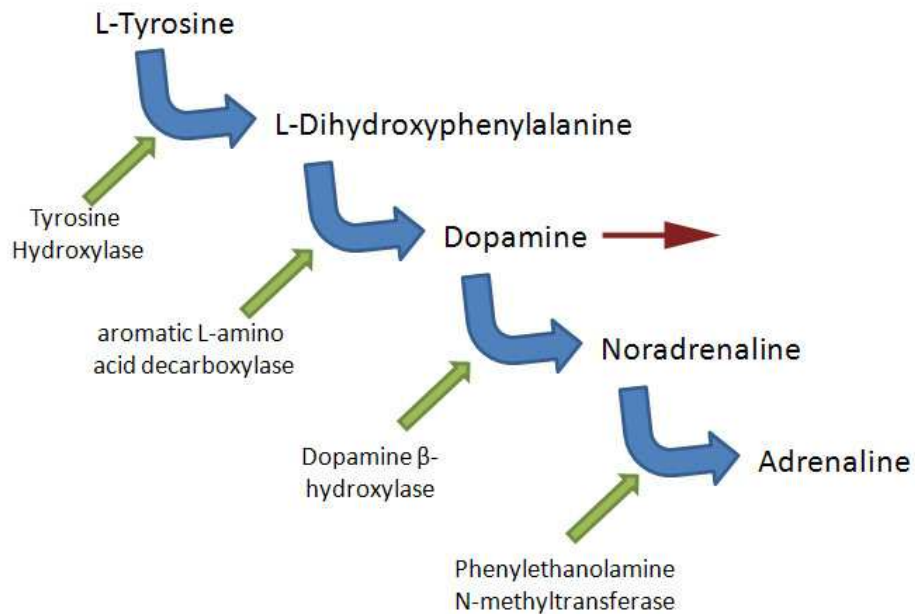 L-Tyrosine
L-Dihydroxyphenylalanine
Tyrosine
Hydroxylase
Dopamine
aromatic L-amino
acid decarboxylase
Noradrenaline
Dopamine β-
hydroxylase
Adrenaline
Phenylethanolamine
N-methyltransferase